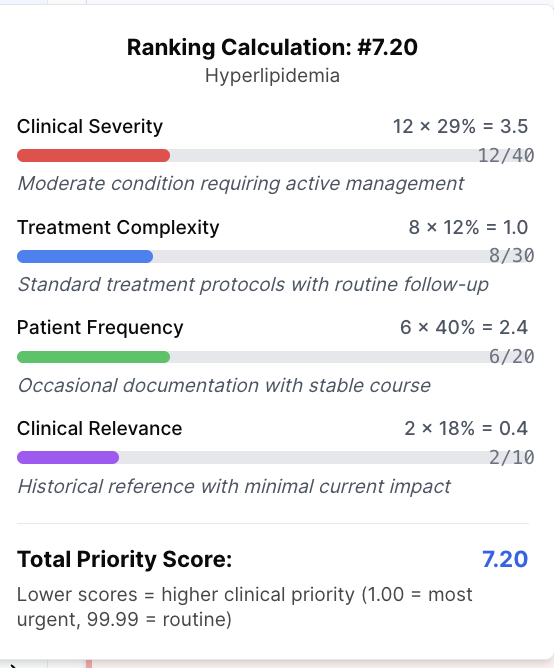 Ranking Calculation: #7.20
Hyperlipidemia
Clinical Severity 12 × 29% = 3.5
12/40
Moderate condition requiring active management
Treatment Complexity 8 × 12% = 1.0
8/30
Standard treatment protocols with routine follow-up
Patient Frequency 6 × 40% = 2.4
6/20
Occasional documentation with stable course
Clinical Relevance 2 × 18% = 0.4
2/10
Historical reference with minimal current impact
Total Priority Score: 7.20
Lower scores = higher clinical priority (1.00 = most
urgent, 99.99 = routine)